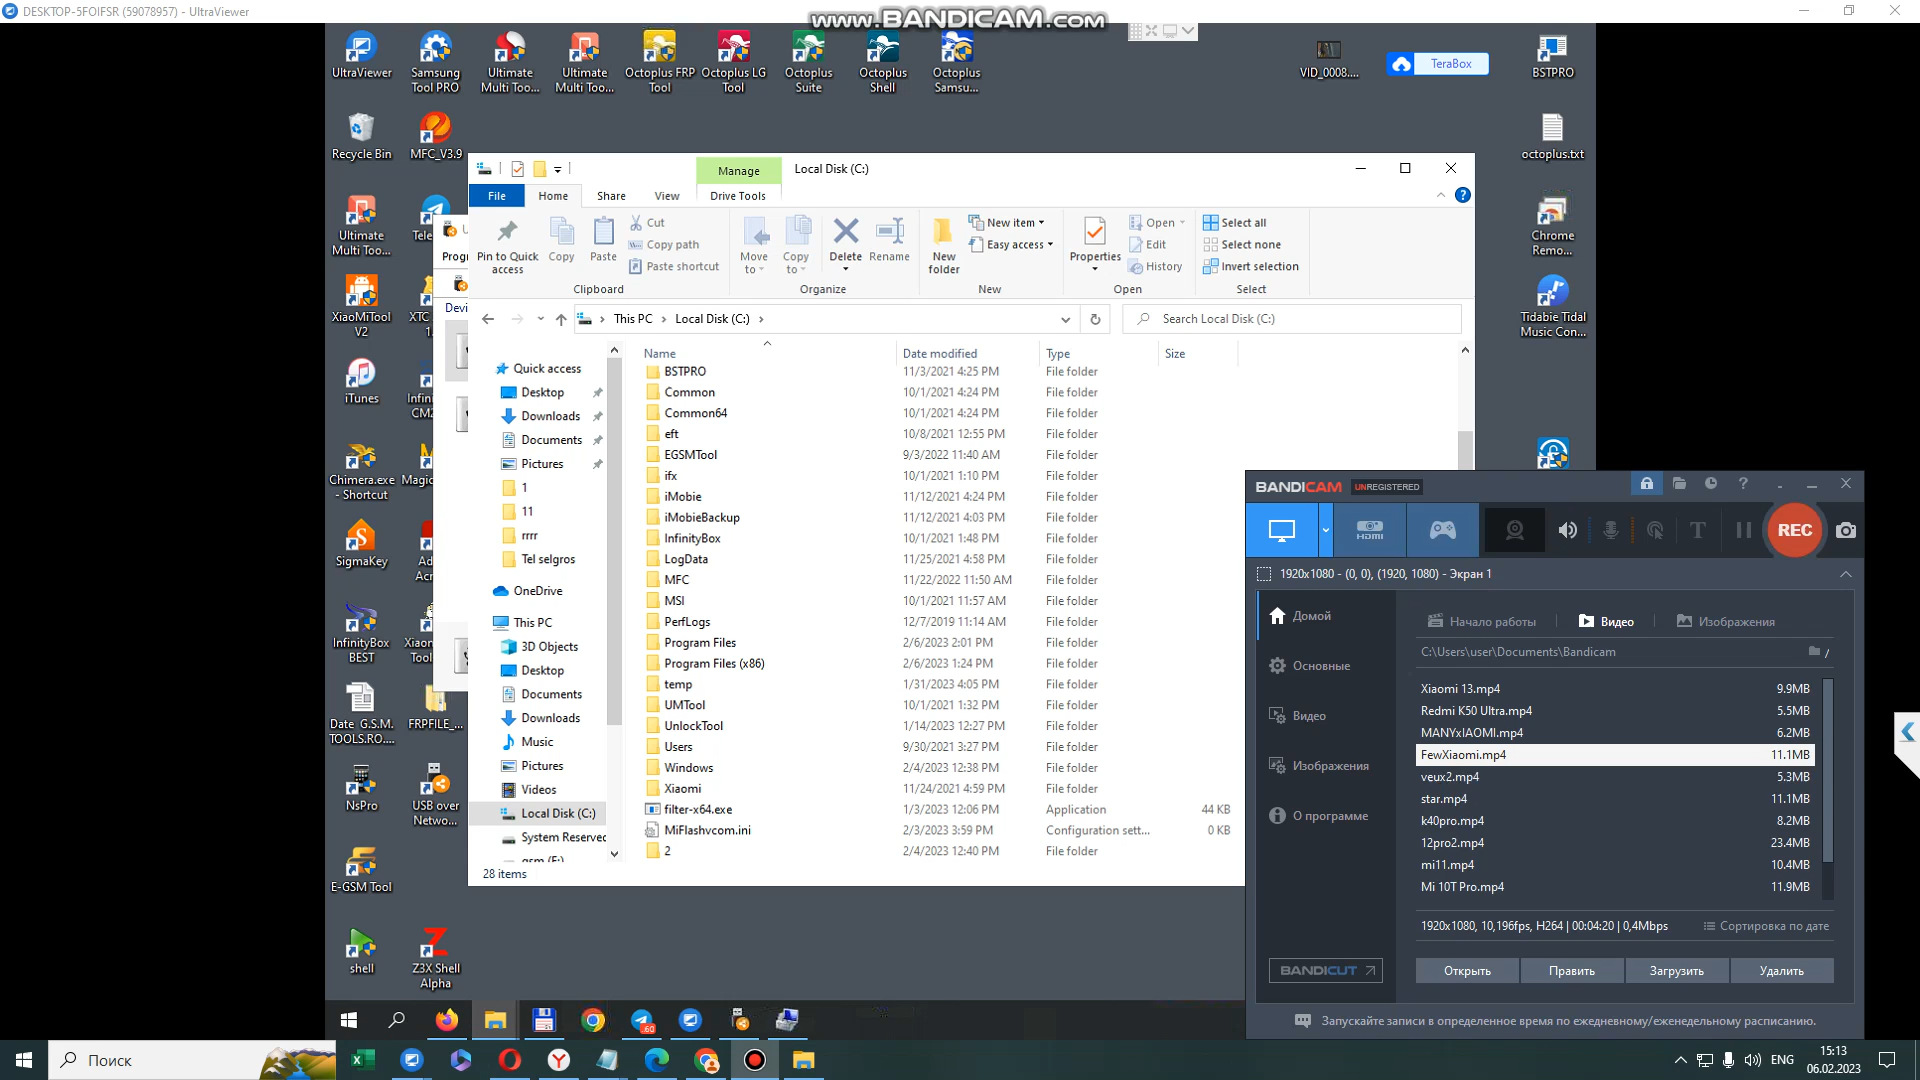 DESKTOP-5FOIFSR (59078957) - UltraViewer
www.BANDICAM.com
UltraViewer
Samsung Tool PRO
Ultimate Multi Too...
Ultimate Multi Too...
Octoplus FRP Tool
Octoplus LG Tool
Octoplus Suite
Octoplus Shell
Octoplus Samsu...
VID_0008....
TeraBox
BSTPRO
Recycle Bin
MFC_V3.9
octoplus.txt
Ultimate Multi Too...
Chrome Remo...
XiaoMiTool V2
Tidabie Tidal Music Con...
iTunes
Chimera.exe - Shortcut
SigmaKey
InfinityBox BEST
Date_G.S.M. TOOLS.RO....
FRPFILE_...
NsPro
USB over Netwo...
E-GSM Tool
shell
Z3X Shell Alpha
Manage
Local Disk (C:)
File
Home
Share
View
Drive Tools
Pin to Quick access
Copy
Paste
Cut
Copy path
Paste shortcut
Move to
Copy to
Delete
Rename
New folder
New item
Easy access
Properties
Open
Edit
History
Select all
Select none
Invert selection
Clipboard
Organize
New
Open
Select
This PC
Local Disk (C:)
Search Local Disk (C:)
Quick access
Desktop
Downloads
Documents
Pictures
1
11
rrrr
Tel selgros
OneDrive
This PC
3D Objects
Desktop
Documents
Downloads
Music
Pictures
Videos
Local Disk (C:)
System Reserved
Name Date modified Type Size
BSTPRO 11/3/2021 4:25 PM File folder
Common 10/1/2021 4:24 PM File folder
Common64 10/1/2021 4:24 PM File folder
eft 10/8/2021 12:55 PM File folder
EGSMTool 9/3/2022 11:40 AM File folder
ifx 10/1/2021 1:10 PM File folder
iMobie 11/12/2021 4:24 PM File folder
iMobieBackup 11/12/2021 4:03 PM File folder
InfinityBox 10/1/2021 1:48 PM File folder
LogData 11/25/2021 4:58 PM File folder
MFC 11/22/2022 11:50 AM File folder
MSI 10/1/2021 11:57 AM File folder
PerfLogs 12/7/2019 11:14 AM File folder
Program Files 2/6/2023 2:01 PM File folder
Program Files (x86) 2/6/2023 1:24 PM File folder
temp 1/31/2023 4:05 PM File folder
UMTool 10/1/2021 1:32 PM File folder
UnlockTool 1/14/2023 12:27 PM File folder
Users 9/30/2021 3:27 PM File folder
Windows 2/4/2023 12:38 PM File folder
Xiaomi 11/24/2021 4:59 PM File folder
filter-x64.exe 1/3/2023 12:06 PM Application 44 KB
MiFlashvcom.ini 2/3/2023 3:59 PM Configuration sett... 0 KB
2 2/4/2023 12:40 PM File folder
28 items
BANDICAM UNREGISTERED
HDMI
REC
1920x1080 - (0, 0), (1920, 1080) - Экран 1
Домой
Основные
Видео
Изображения
О программе
BANDICUT
Начало работы
Видео
Изображения
C:\Users\user\Documents\Bandicam
Xiaomi 13.mp4 9.9MB
Redmi K50 Ultra.mp4 5.5MB
MANYxIAOMI.mp4 6.2MB
FewXiaomi.mp4 11.1MB
veux2.mp4 5.3MB
star.mp4 11.1MB
k40pro.mp4 8.2MB
12pro2.mp4 23.4MB
mi11.mp4 10.4MB
Mi 10T Pro.mp4 11.9MB
1920x1080, 10,196fps, H264 | 00:04:20 | 0,4Mbps
Сортировка по дате
Открыть
Править
Загрузить
Удалить
Запускайте записи в определенное время по ежедневному/еженедельному расписанию.
60
Поиск
ENG
15:13
06.02.2023